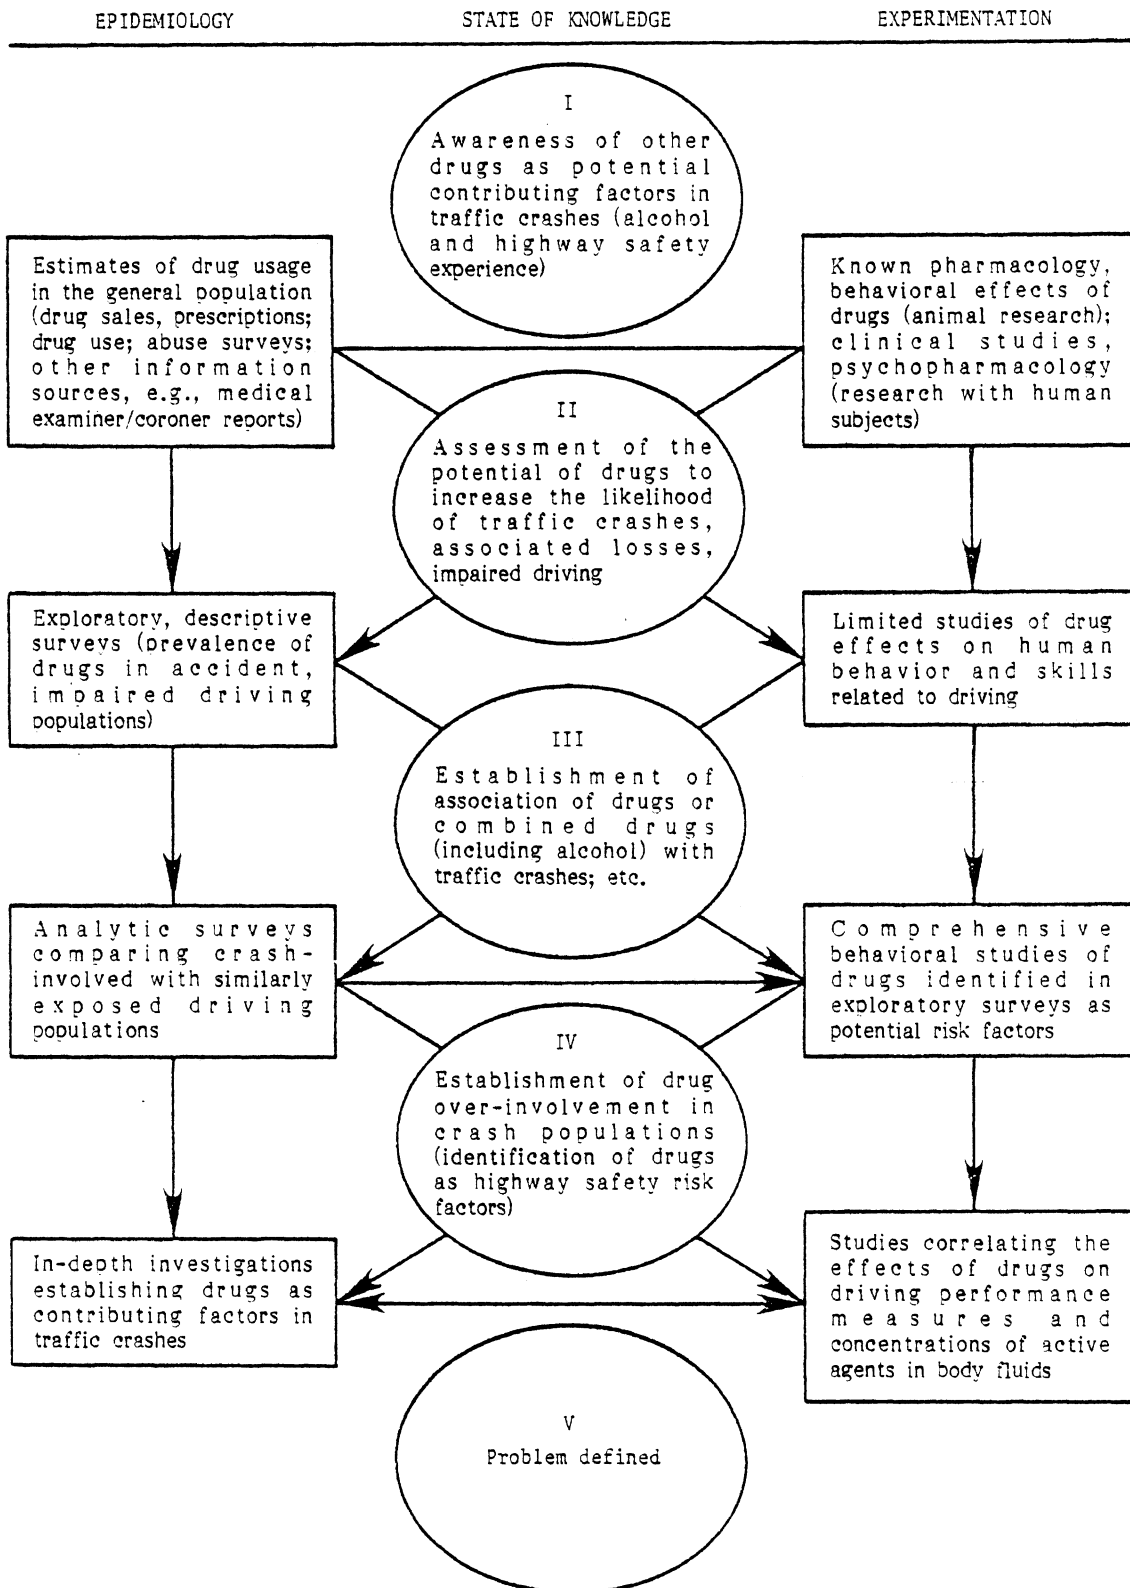 EPIDEMIOLOGY
STATE OF KNOWLEDGE
EXPERIMENTATION
I
Awareness of other
drugs as potential
contributing factors in
traffic crashes (alcohol
and highway safety
experience)
Estimates of drug usage
in the general population
(drug sales, prescriptions;
drug use; abuse surveys;
other information
sources, e.g., medical
examiner/coroner reports)
Known pharmacology,
behavioral effects of
drugs (animal research);
clinical studies,
psychopharmacology
(research with human
subjects)
II
Assessment of the
potential of drugs to
increase the likelihood
of traffic crashes,
associated losses,
impaired driving
Exploratory, descriptive
surveys (prevalence of
drugs in accident,
impaired driving
populations)
Limited studies of drug
effects on human
behavior and skills
related to driving
III
Establishment of
association of drugs or
combined drugs
(including alcohol) with
traffic crashes; etc.
Analytic surveys
comparing crash-
involved with similarly
exposed driving
populations
Comprehensive
behavioral studies of
drugs identified in
exploratory surveys as
potential risk factors
IV
Establishment of drug
over-involvement in
crash populations
(identification of drugs
as highway safety risk
factors)
In-depth investigations
establishing drugs as
contributing factors in
traffic crashes
Studies correlating the
effects of drugs on
driving performance
measures and
concentrations of active
agents in body fluids
V
Problem defined